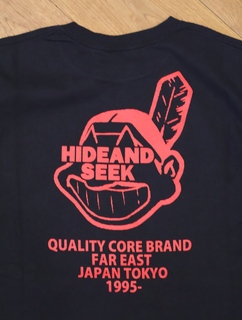 HIDEAND
SEEK
QUALITY CORE BRAND
FAR EAST
JAPAN TOKYO
1995-